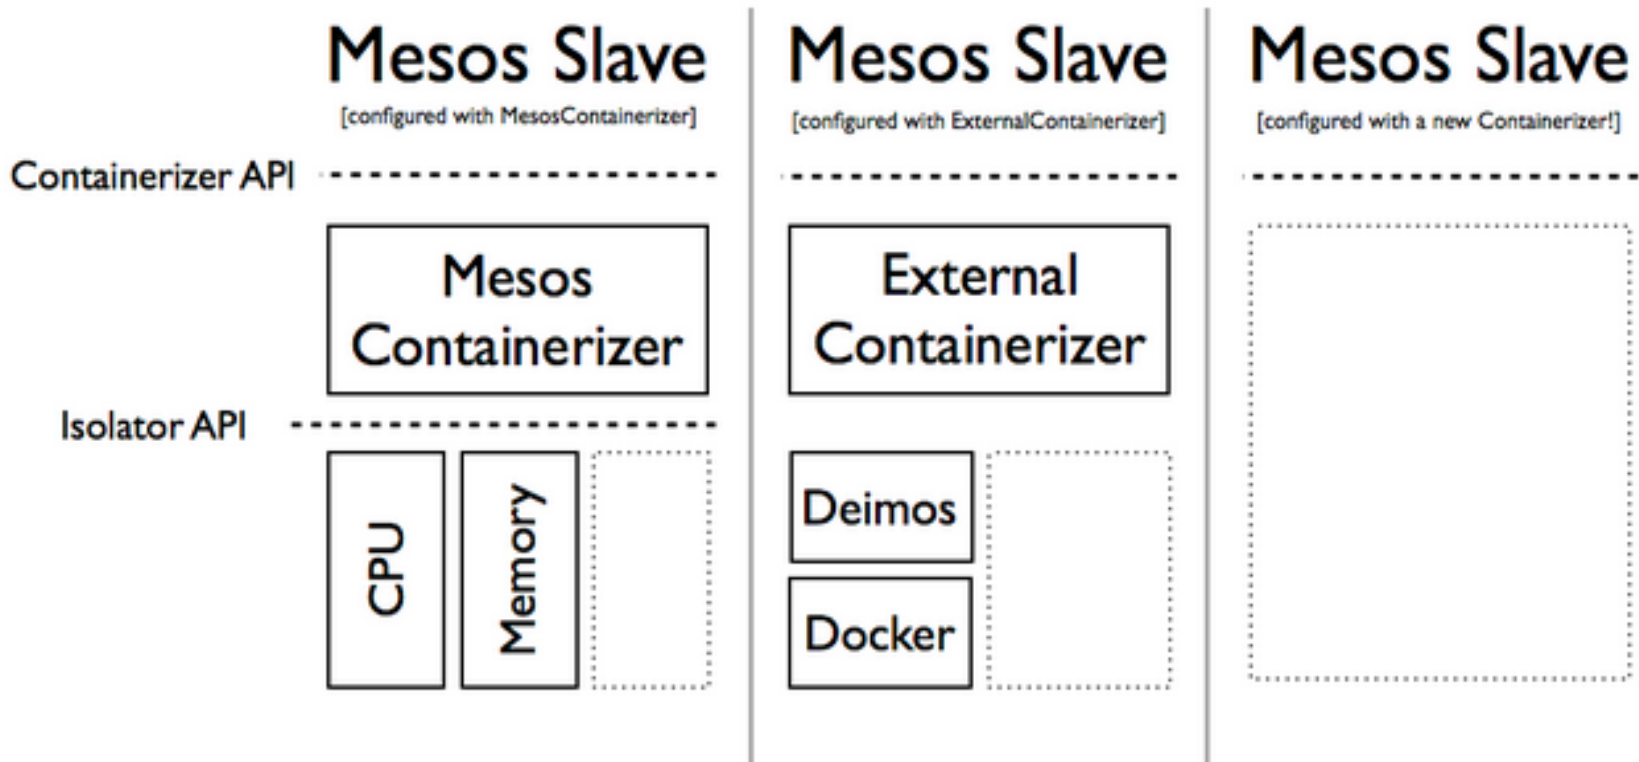 Mesos Slave
[configured with MesosContainerizer]
Mesos Slave
[configured with ExternalContainerizer]
Mesos Slave
[configured with a new Containerizer!]
Containerizer API
Mesos
Containerizer
External
Containerizer
Isolator API
CPU
Memory
Deimos
Docker